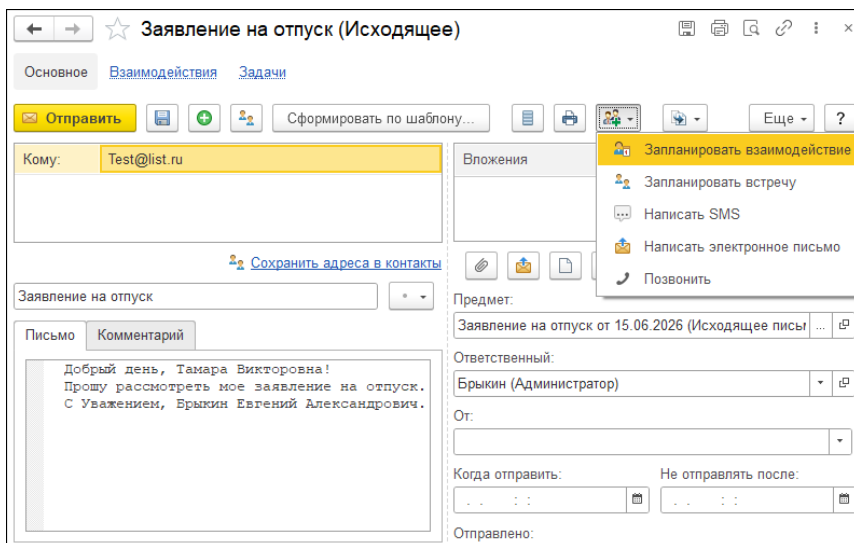 Заявление на отпуск (Исходящее)
Основное Взаимодействия Задачи
Отправить Сформировать по шаблону... Еще ?
Кому: Test@list.ru
Вложения
Запланировать взаимодействие
Запланировать встречу
Написать SMS
Написать электронное письмо
Позвонить
Сохранить адреса в контакты
Заявление на отпуск
Письмо Комментарий
Добрый день, Тамара Викторовна!
Прошу рассмотреть мое заявление на отпуск.
С Уважением, Брыкин Евгений Александрович.
Предмет:
Заявление на отпуск от 15.06.2026 (Исходящее письм ...
Ответственный:
Брыкин (Администратор)
От:
Когда отправить: Не отправлять после:
. . : : . . : :
Отправлено: